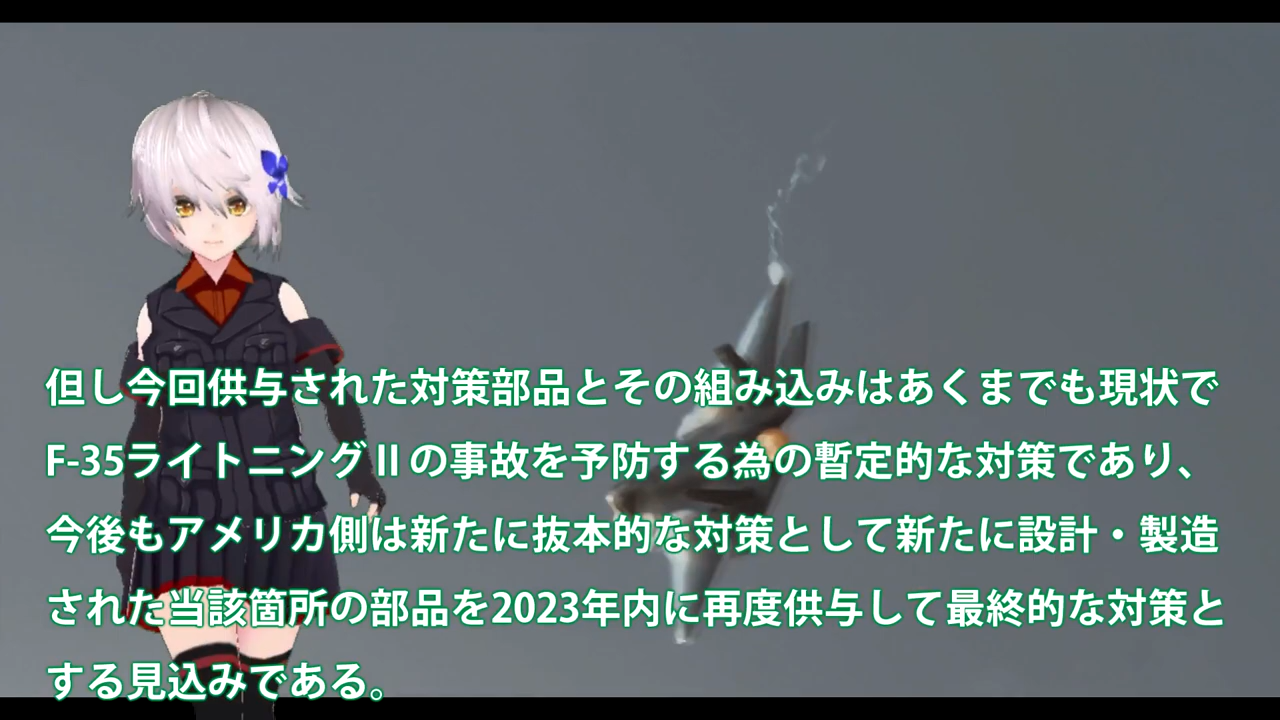 但し今回供与された対策部品とその組み込みはあくまでも現状で
F-35ライトニングⅡの事故を予防する為の暫定的な対策であり、
今後もアメリカ側は新たに抜本的な対策として新たに設計・製造
された当該箇所の部品を2023年内に再度供与して最終的な対策と
する見込みである。